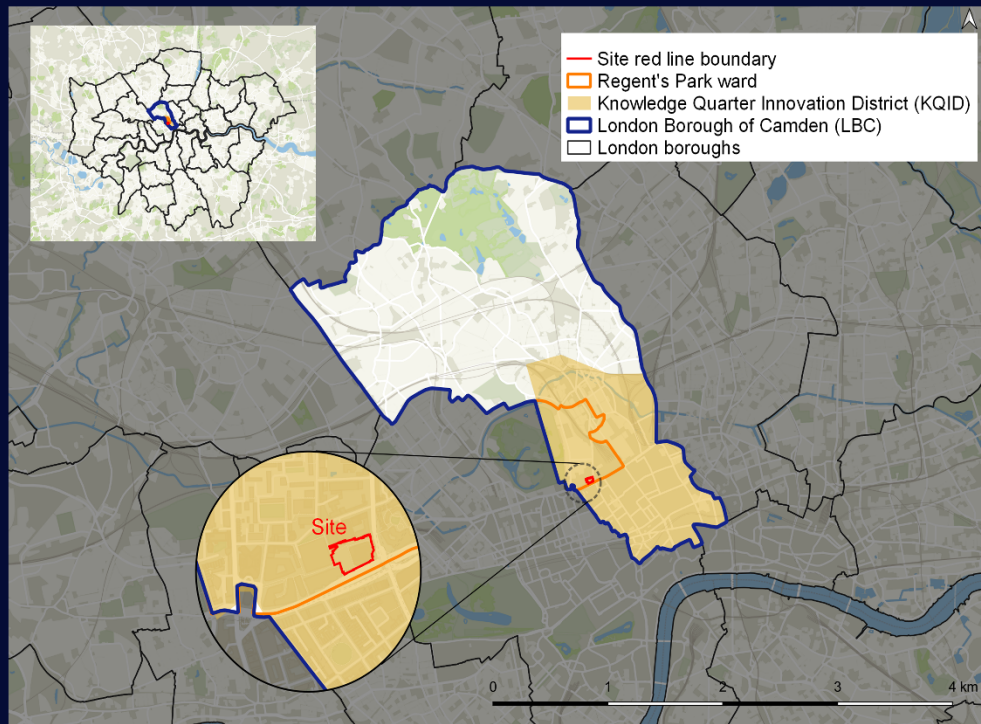 Site red line boundary
Regent's Park ward
Knowledge Quarter Innovation District (KQID)
London Borough of Camden (LBC)
London boroughs
Site
0 1 2 3 4 km